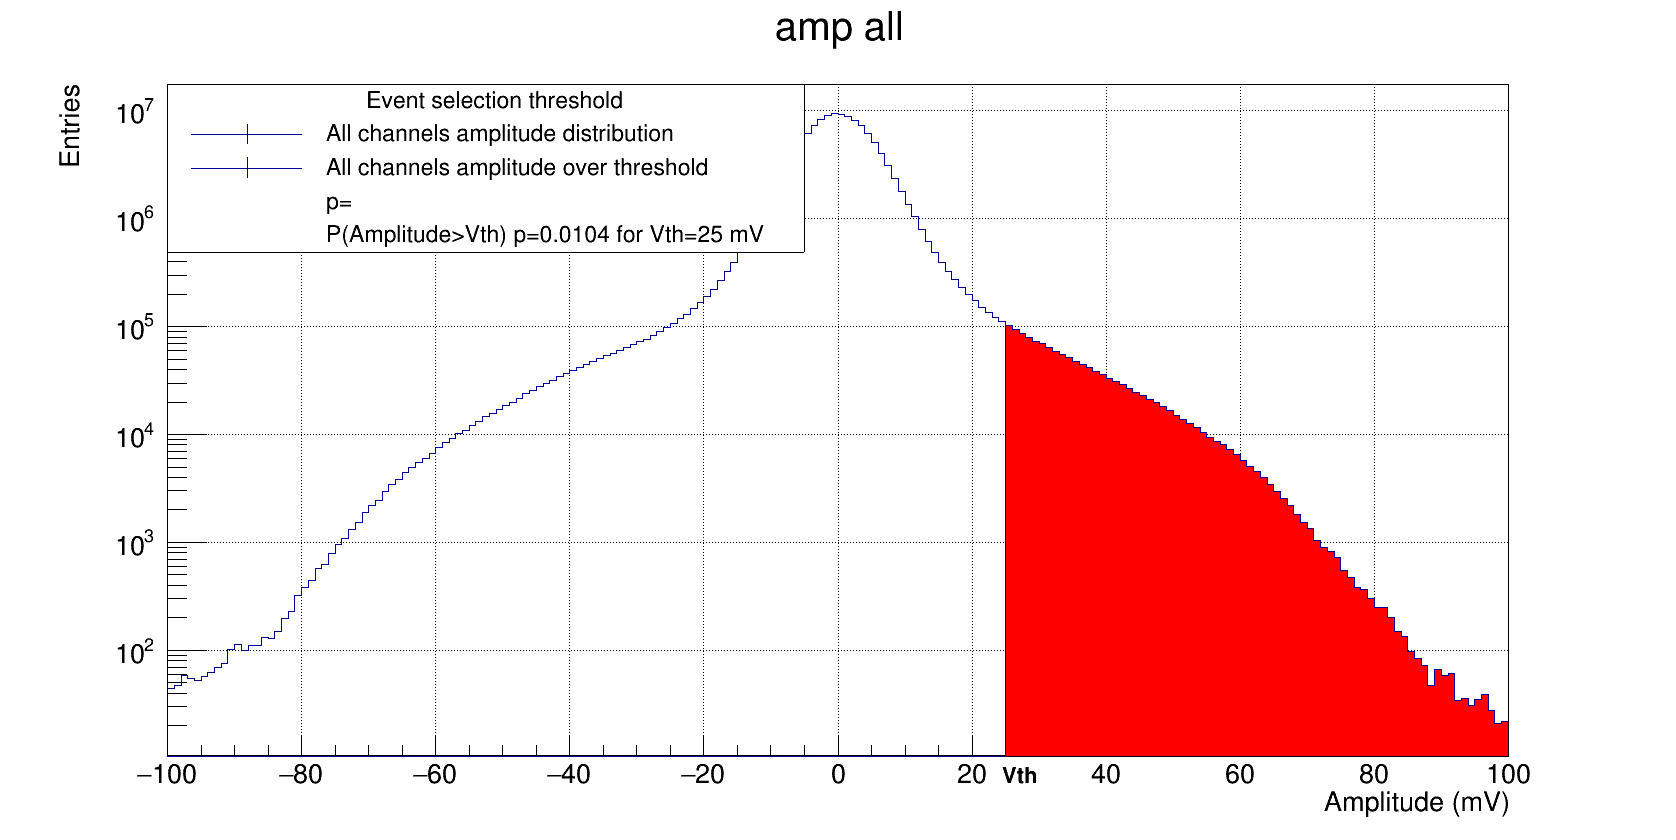 amp all
Entries
Event selection threshold
All channels amplitude distribution
All channels amplitude over threshold
p=
P(Amplitude>Vth) p=0.0104 for Vth=25 mV
10^7
10^6
10^5
10^4
10^3
10^2
−100 −80 −60 −40 −20 0 20 Vth 40 60 80 100
Amplitude (mV)